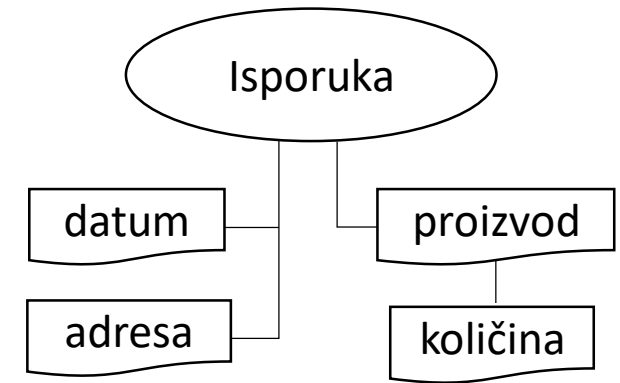 Isporuka
datum
proizvod
adresa
količina